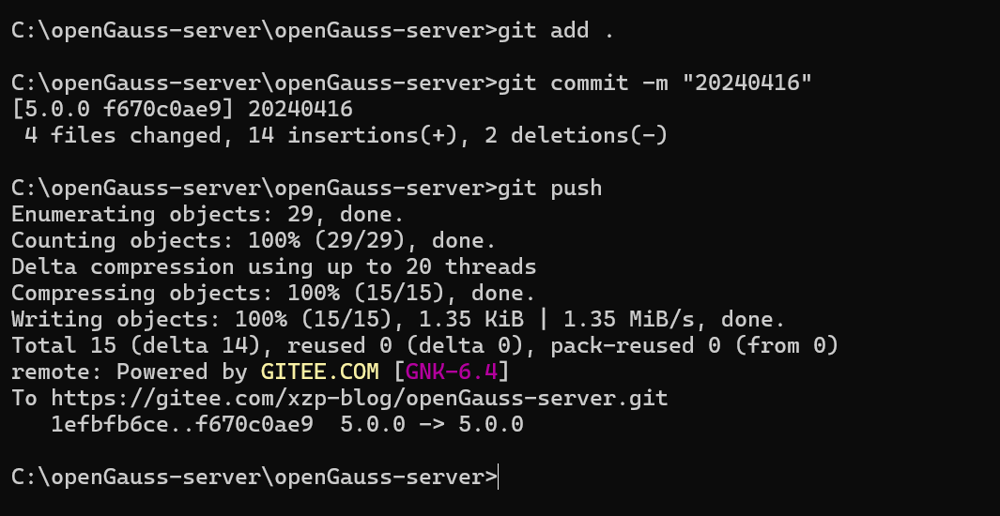 C:\openGauss-server\openGauss-server>git add .
C:\openGauss-server\openGauss-server>git commit -m "20240416"
[5.0.0 f670c0ae9] 20240416
 4 files changed, 14 insertions(+), 2 deletions(-)
C:\openGauss-server\openGauss-server>git push
Enumerating objects: 29, done.
Counting objects: 100% (29/29), done.
Delta compression using up to 20 threads
Compressing objects: 100% (15/15), done.
Writing objects: 100% (15/15), 1.35 KiB | 1.35 MiB/s, done.
Total 15 (delta 14), reused 0 (delta 0), pack-reused 0 (from 0)
remote: Powered by GITEE.COM [GNK-6.4]
To https://gitee.com/xzp-blog/openGauss-server.git
   1efbfb6ce..f670c0ae9  5.0.0 -> 5.0.0
C:\openGauss-server\openGauss-server>